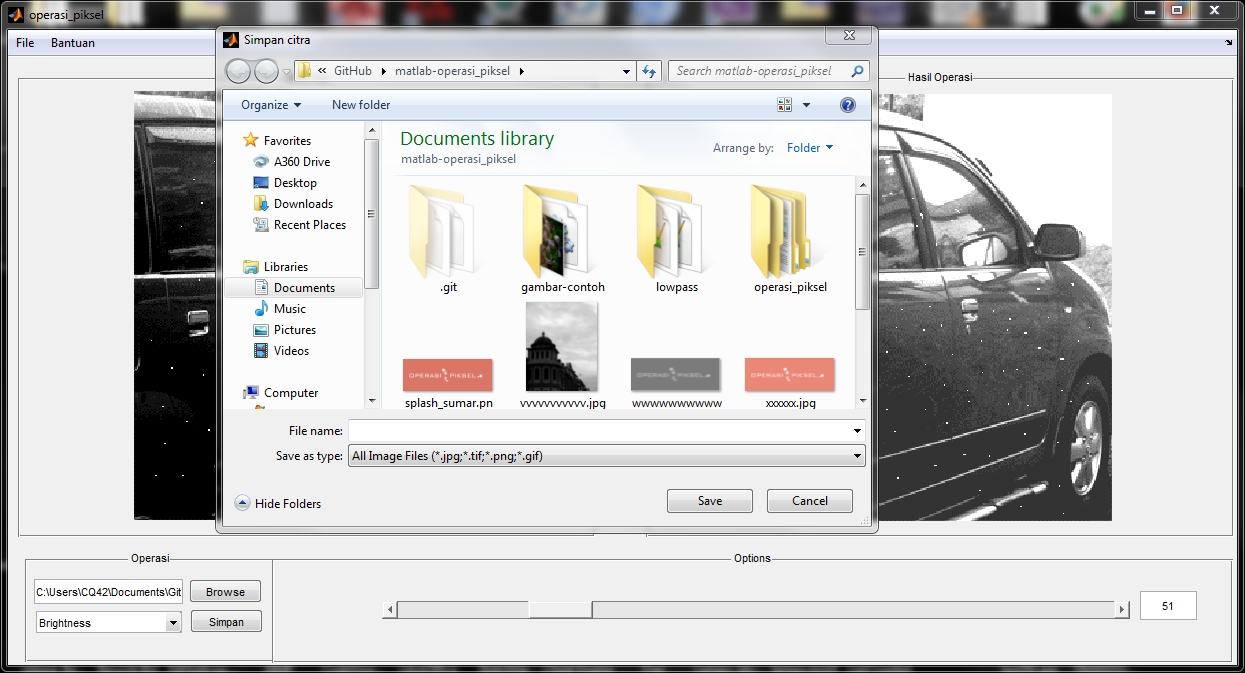 operasi_piksel
File Bantuan
Simpan citra
« GitHub matlab-operasi_piksel
Search matlab-operasi_piksel
Organize New folder
Favorites
A360 Drive
Desktop
Downloads
Recent Places
Libraries
Documents
Music
Pictures
Videos
Computer
Documents library
matlab-operasi_piksel
Arrange by: Folder
.git
gambar-contoh
lowpass
operasi_piksel
OPERASI PIKSEL
OPERASI PIKSEL
OPERASI PIKSEL
splash_sumar.pn
vvvvvvvvvvv.jpg
wwwwwwwwwww
xxxxxx.jpg
File name:
Save as type: All Image Files (*.jpg;*.tif;*.png;*.gif)
Hide Folders
Save
Cancel
Hasil Operasi
Operasi
C:\Users\CQ42\Documents\Git
Browse
Brightness
Simpan
Options
51